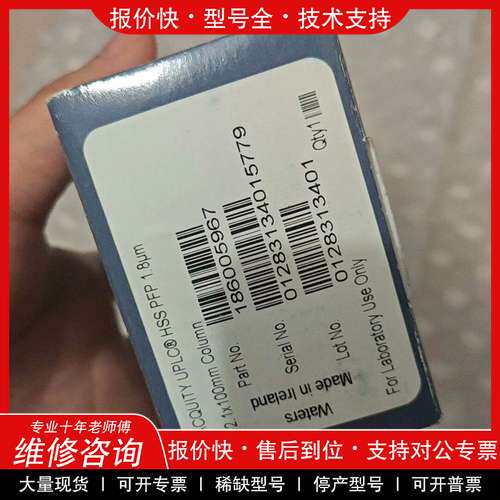 报价快・型号全・技术支持
ACQUITY UPLC® HSS PFP 1.8µm
2.1x100mm Column
Part No.
186005967
Serial No.
01283134015779
Lot No.
0128313401
Qty 1
For Laboratory Use Only
Waters
Made in Ireland
专业十年老师傅
维修咨询
报价快・售后到位・支持对公专票
大量现货 | 可开专票 | 稀缺型号 | 停产型号 | 可开普票